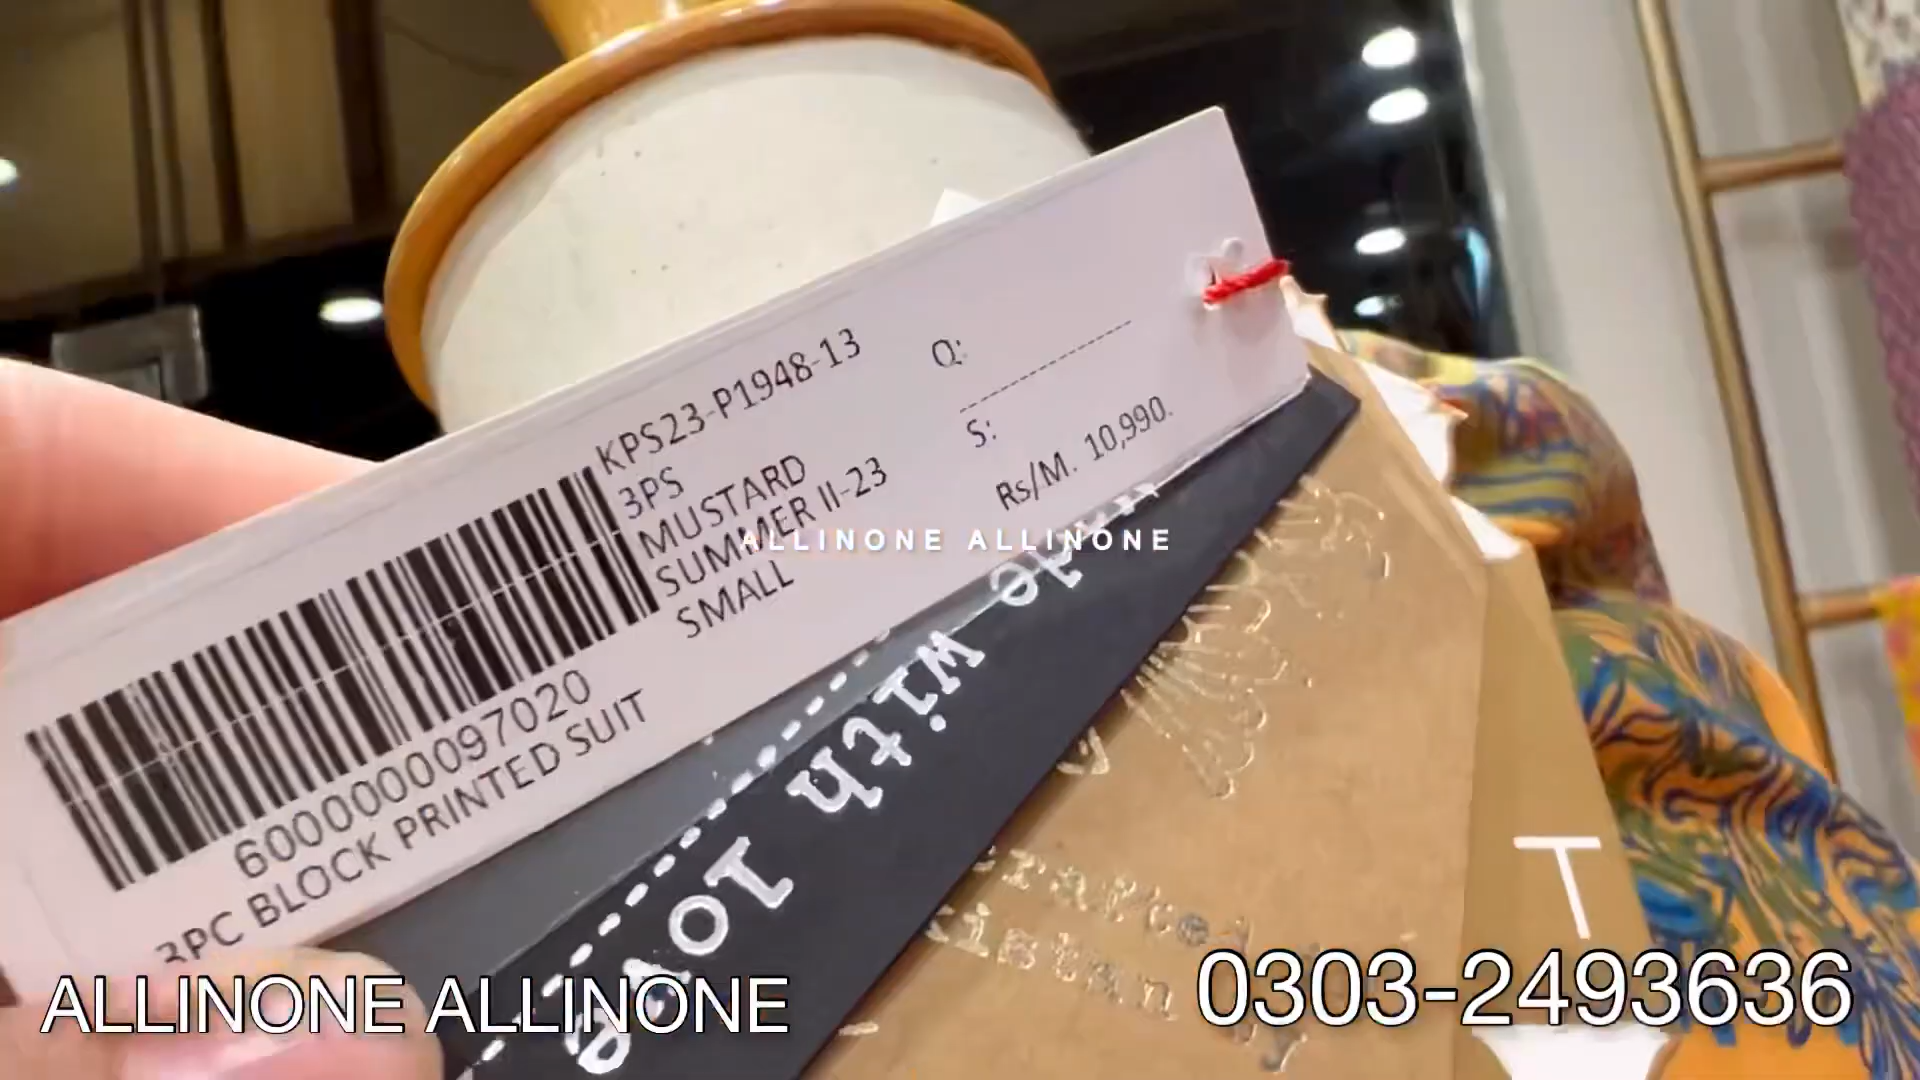 KPS23-P1948-13
3PS
MUSTARD
SUMMER II-23
SMALL
Q:
S:
Rs/M. 10,990.
6000000097020
3PC BLOCK PRINTED SUIT
ALLINONE ALLINONE
with
love
T
ALLINONE ALLINONE
0303-2493636